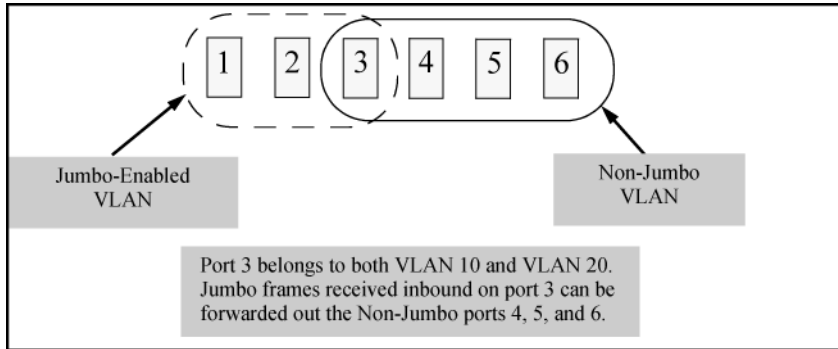 1 2 3 4 5 6
Jumbo-Enabled
VLAN
Non-Jumbo
VLAN
Port 3 belongs to both VLAN 10 and VLAN 20.
Jumbo frames received inbound on port 3 can be
forwarded out the Non-Jumbo ports 4, 5, and 6.